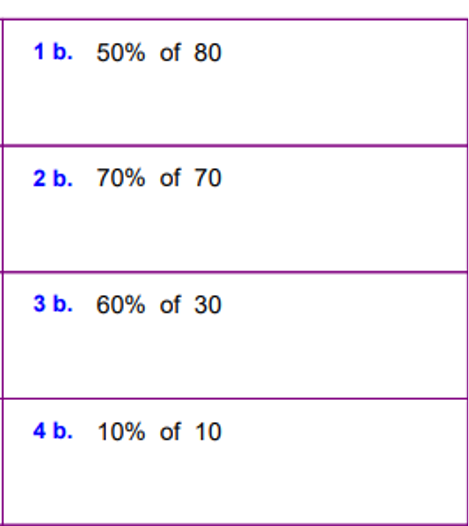 1 b. 50% of 80
2 b. 70% of 70
3 b. 60% of 30
4 b. 10% of 10